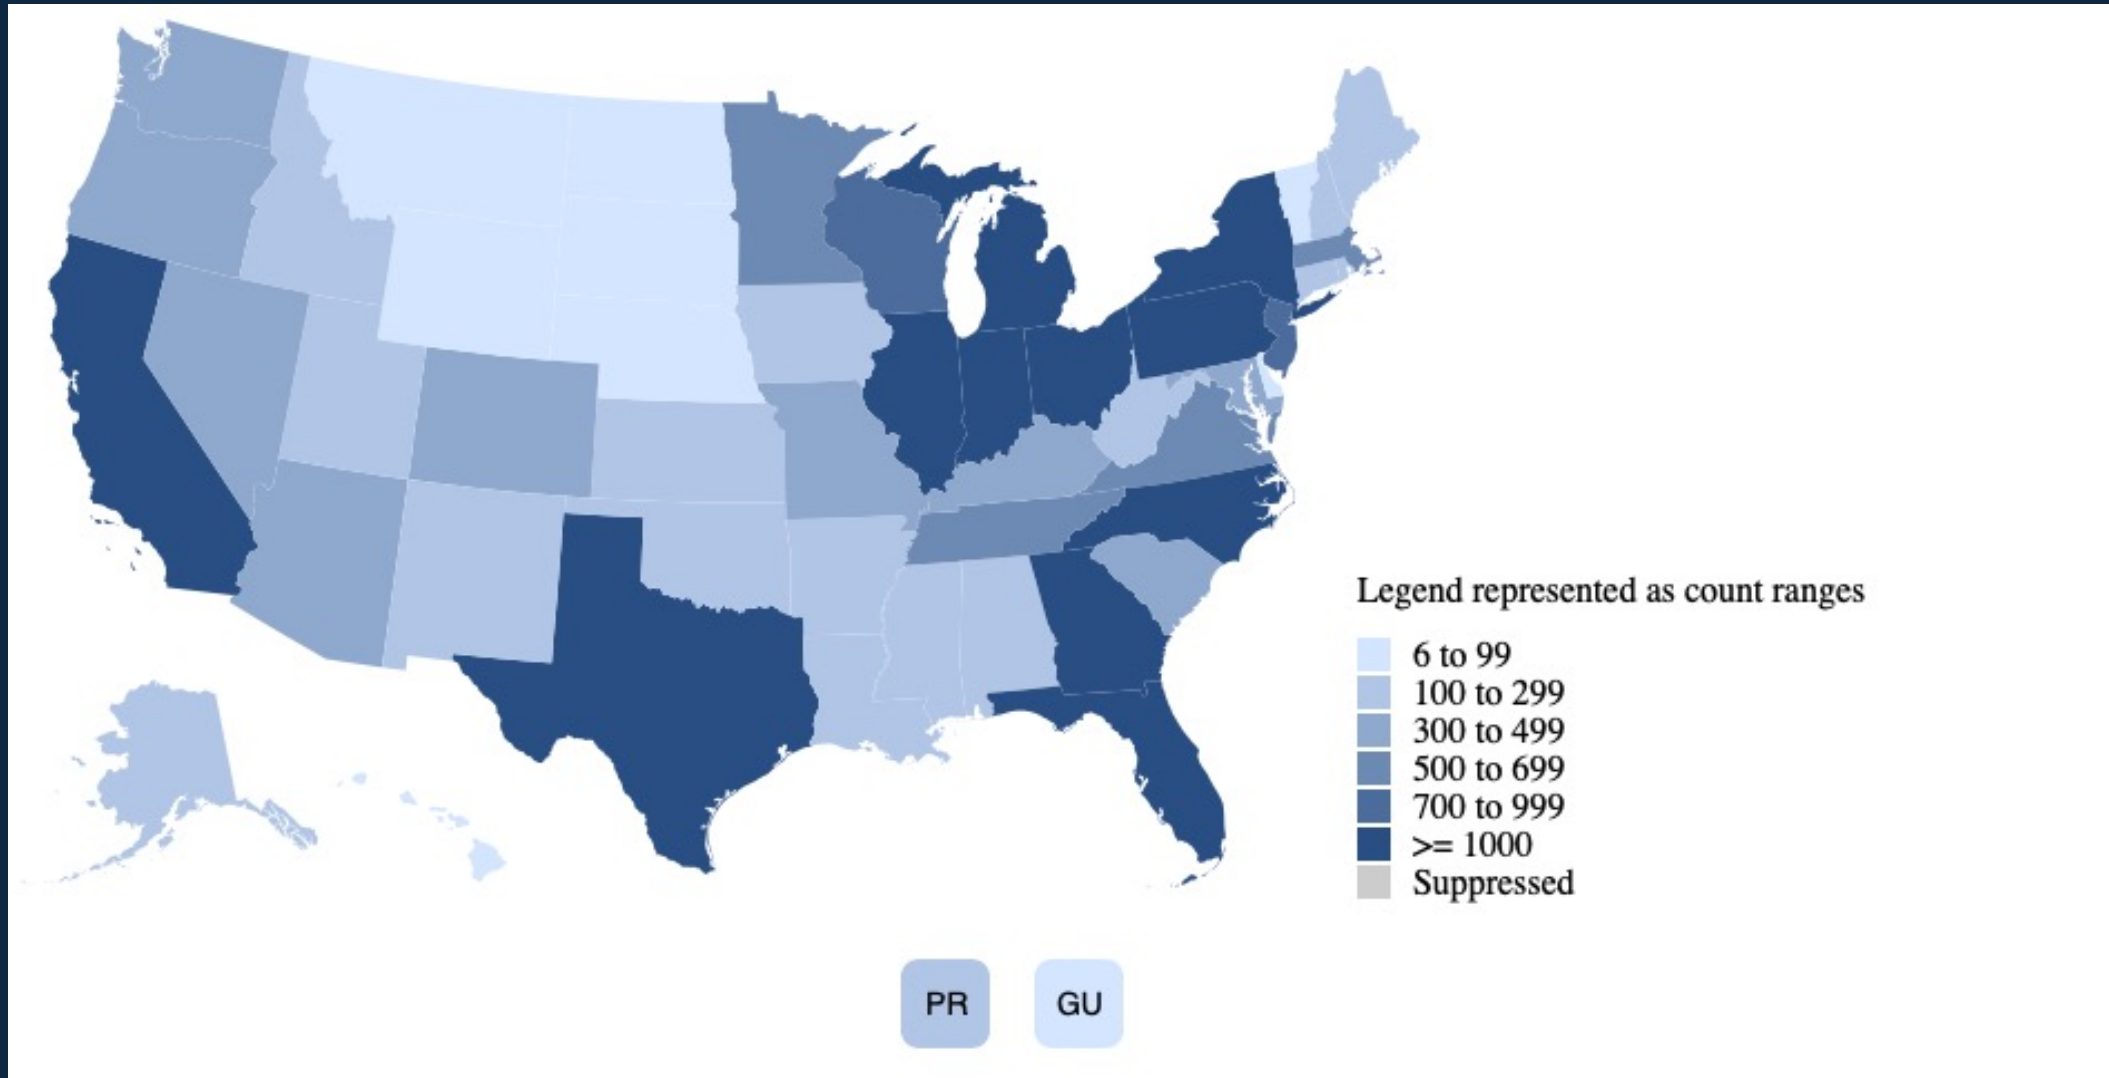 Legend represented as count ranges
6 to 99
100 to 299
300 to 499
500 to 699
700 to 999
>= 1000
Suppressed
PR
GU